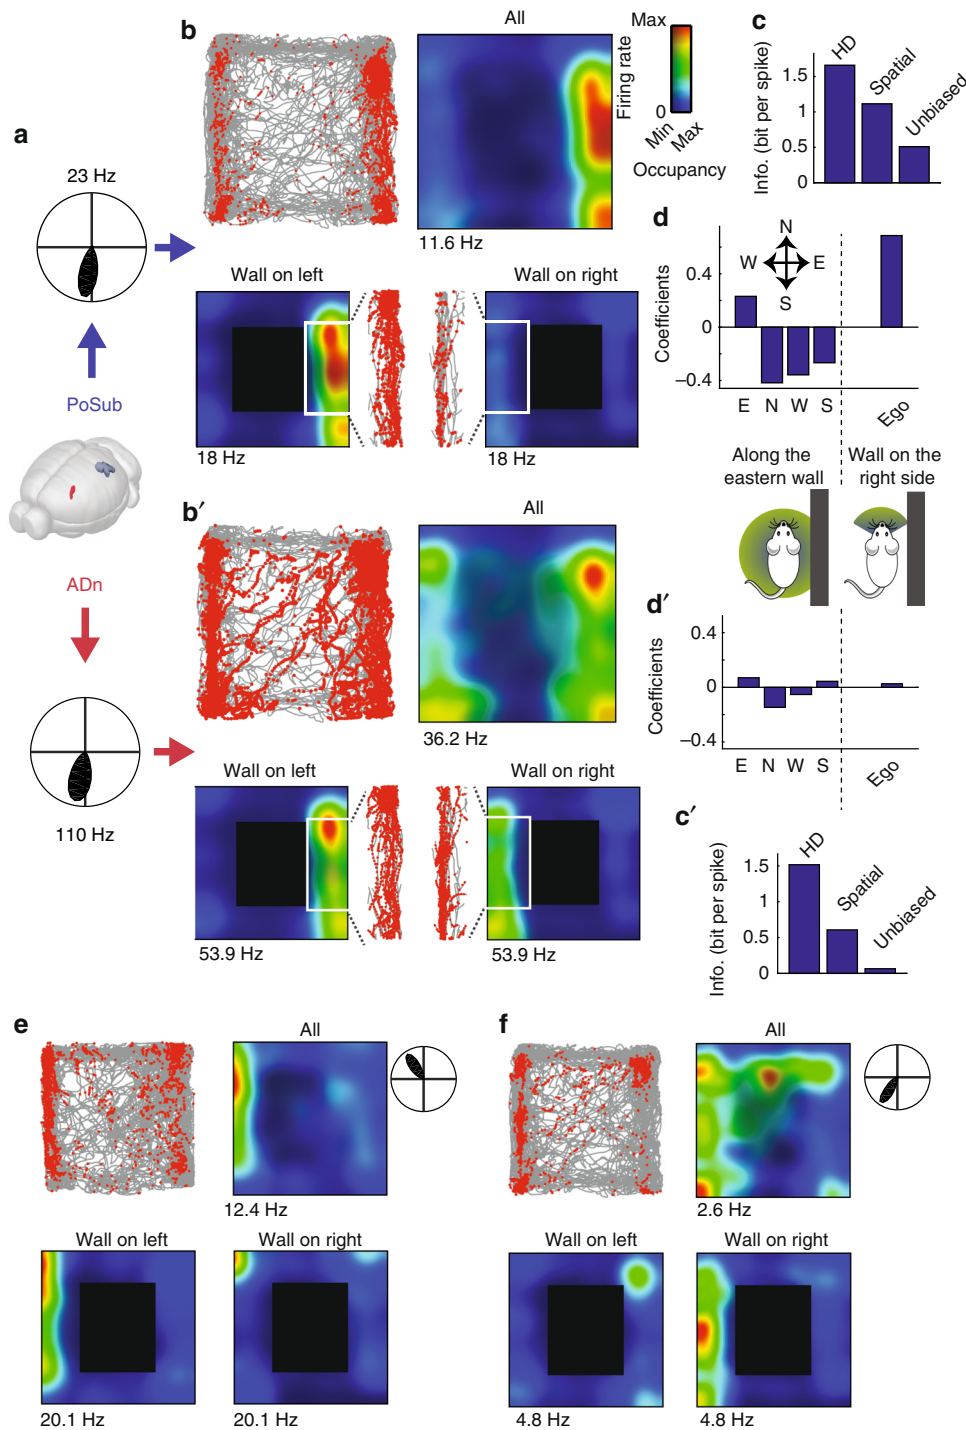 a
23 Hz
PoSub
ADn
110 Hz
b
All
Max
Firing rate
0
Min
Max
Occupancy
11.6 Hz
Wall on left
Wall on right
18 Hz
18 Hz
b′
All
36.2 Hz
Wall on left
Wall on right
53.9 Hz
53.9 Hz
c
Info. (bit per spike)
1.5
1
0.5
0
HD
Spatial
Unbiased
d
Coefficients
0.4
0
−0.4
N
W
E
S
E N W S
Ego
Along the
eastern wall
Wall on the
right side
d′
Coefficients
0.4
0
−0.4
E N W S
Ego
c′
Info. (bit per spike)
1.5
1
0.5
0
HD
Spatial
Unbiased
e
All
12.4 Hz
Wall on left
Wall on right
20.1 Hz
20.1 Hz
f
All
2.6 Hz
Wall on left
Wall on right
4.8 Hz
4.8 Hz